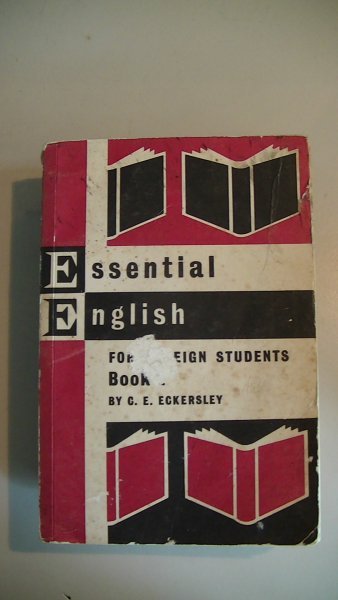 Essential
English
FOR EIGN STUDENTS
Book
BY C. E. ECKERSLEY